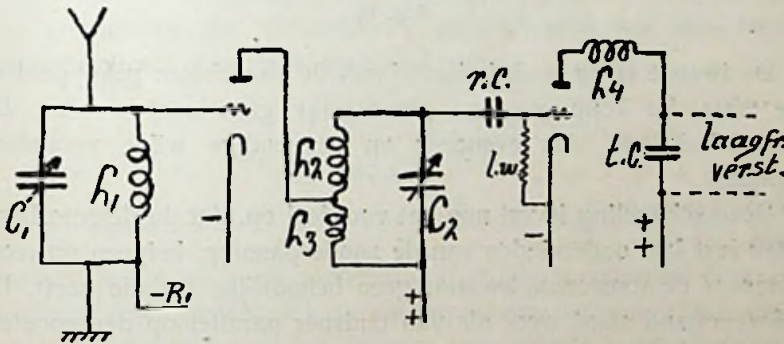 C₁
h₁
-R₁
-
h₂
h₃
C₂
++
r.c.
l.w.
-
h₄
t.c.
++
laagfr.
verst.